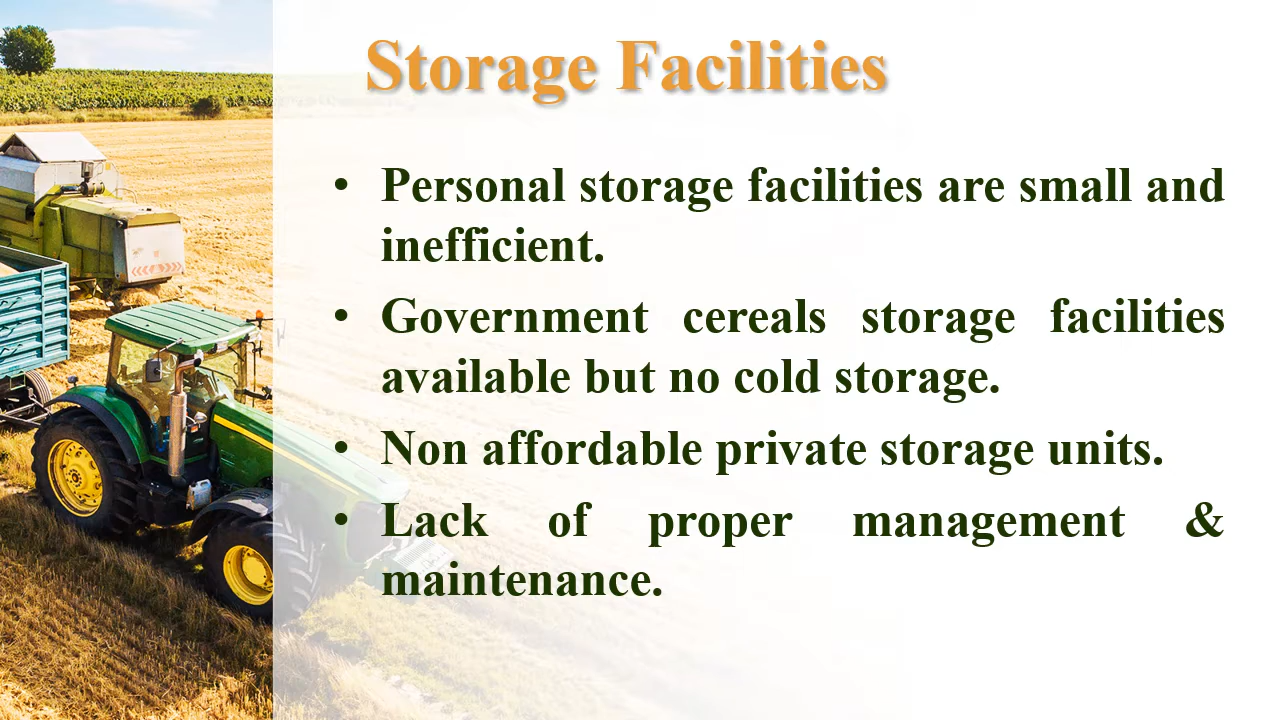 Storage Facilities
• Personal storage facilities are small and
inefficient.
• Government cereals storage facilities
available but no cold storage.
• Non affordable private storage units.
• Lack of proper management &
maintenance.